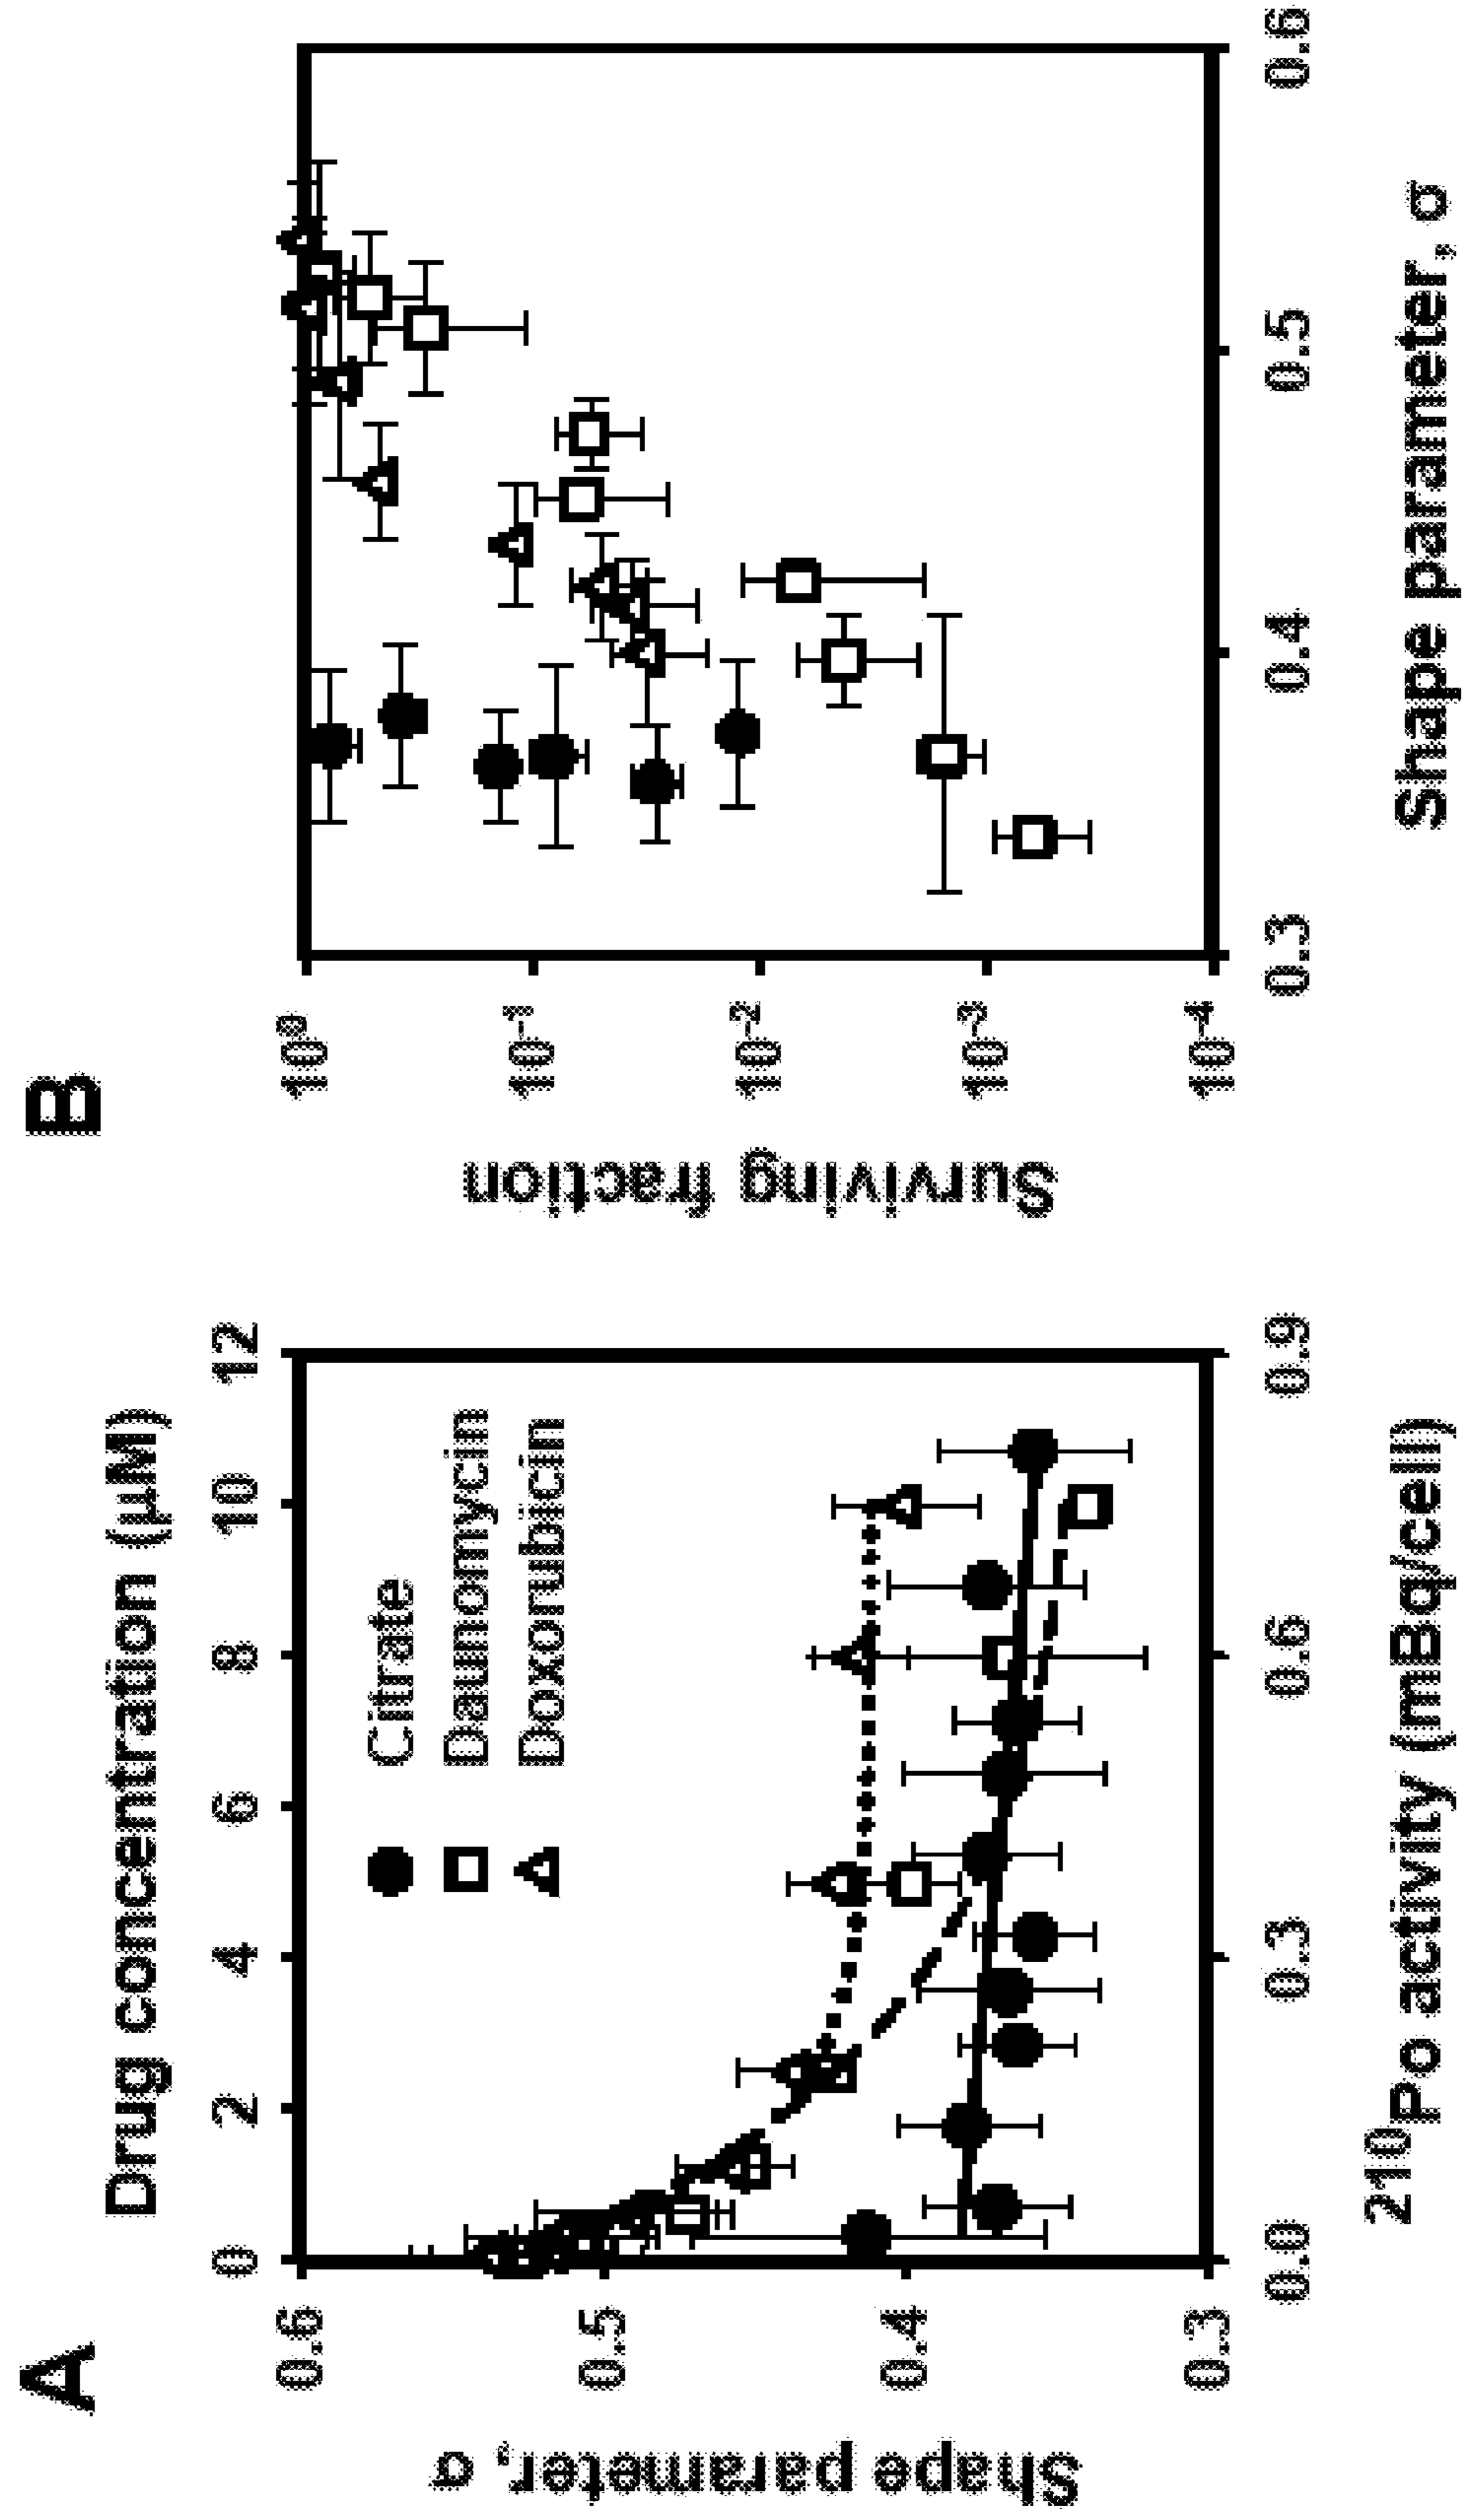 A
Drug concentration (μM)
0 2 4 6 8 10 12
Shape parameter, σ
0.6
0.5
0.4
0.3
Citrate
Daunomycin
Doxorubicin
0.0 0.3 0.6 0.9
²¹⁰Po activity (mBq/cell)
B
Surviving fraction
10⁰
10⁻¹
10⁻²
10⁻³
10⁻⁴
0.3 0.4 0.5 0.6
Shape parameter, σ